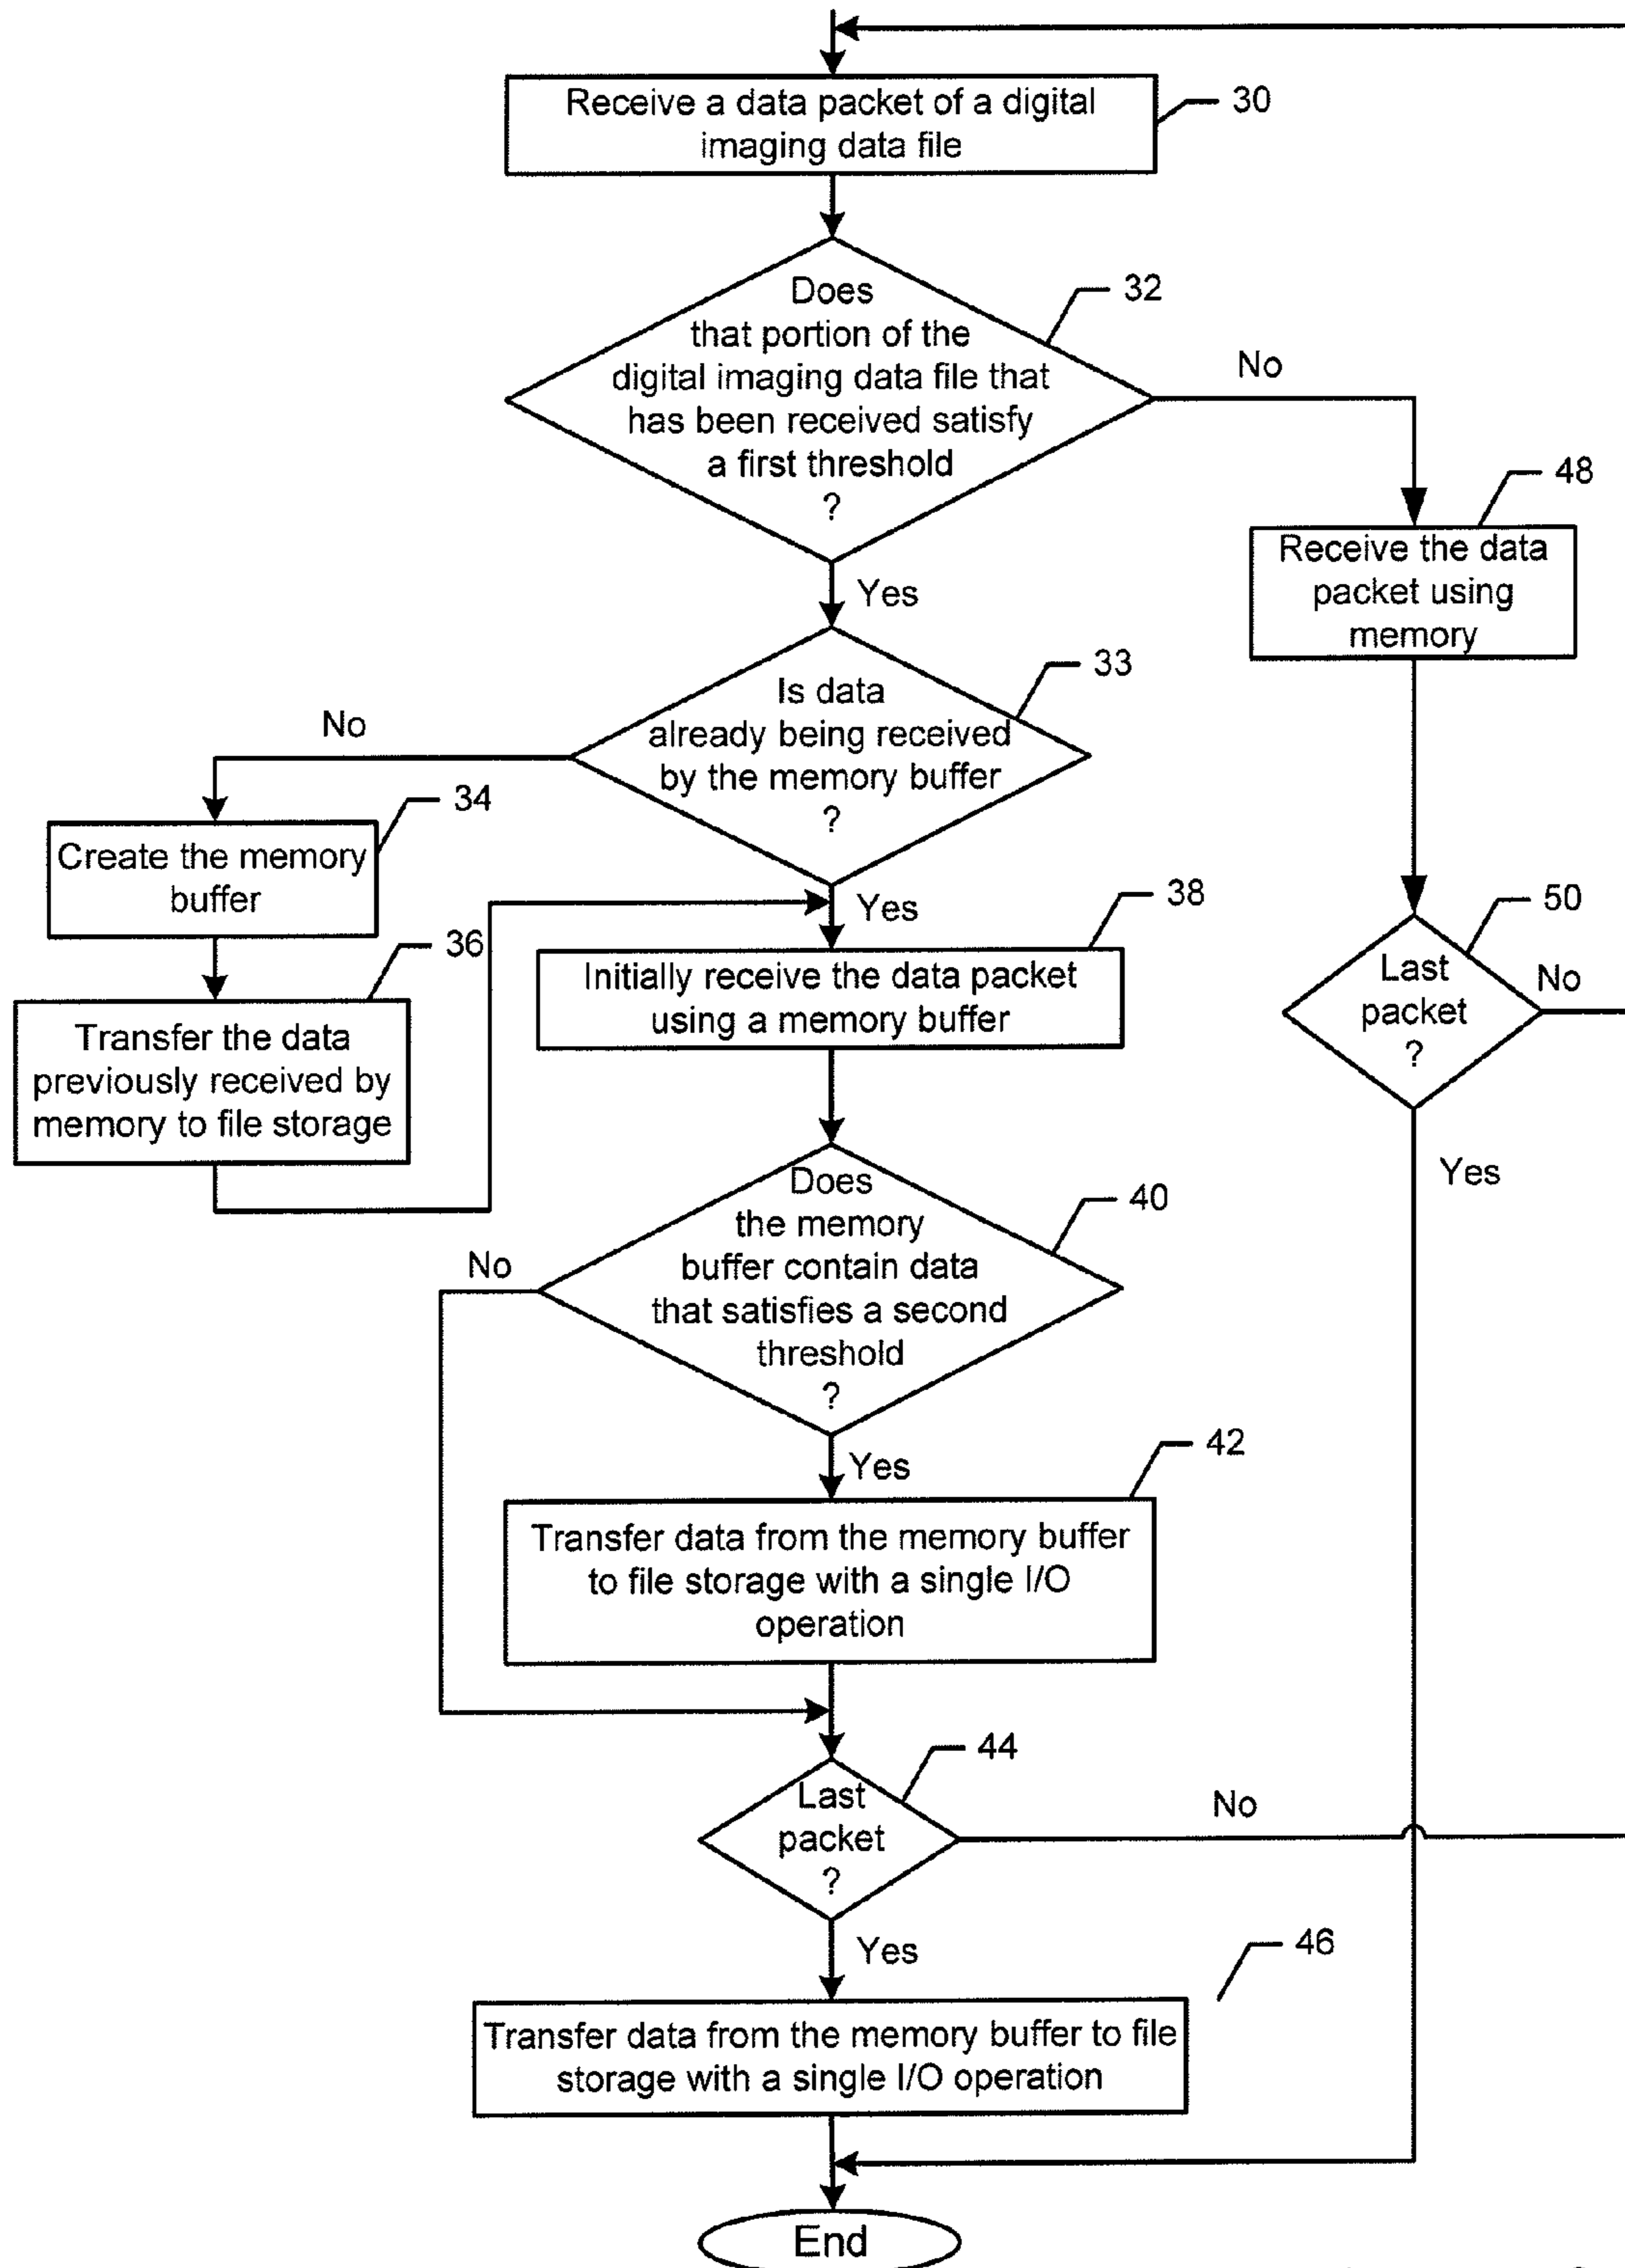 Receive a data packet of a digital
imaging data file
30
Does
that portion of the
digital imaging data file that
has been received satisfy
a first threshold
?
32
No
Yes
48
Receive the data
packet using
memory
Is data
already being received
by the memory buffer
?
33
No
Yes
34
Create the memory
buffer
36
Transfer the data
previously received by
memory to file storage
38
Initially receive the data packet
using a memory buffer
50
Last
packet
?
No
Yes
Does
the memory
buffer contain data
that satisfies a second
threshold
?
40
No
Yes
42
Transfer data from the memory buffer
to file storage with a single I/O
operation
44
Last
packet
?
No
Yes
46
Transfer data from the memory buffer to file
storage with a single I/O operation
End